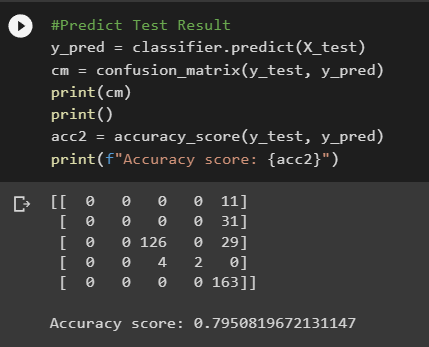 #Predict Test Result
y_pred = classifier.predict(X_test)
cm = confusion_matrix(y_test, y_pred)
print(cm)
print()
acc2 = accuracy_score(y_test, y_pred)
print(f"Accuracy score: {acc2}")
[[  0   0   0   0  11]
 [  0   0   0   0  31]
 [  0   0 126   0  29]
 [  0   0   4   2   0]
 [  0   0   0   0 163]]
Accuracy score: 0.7950819672131147